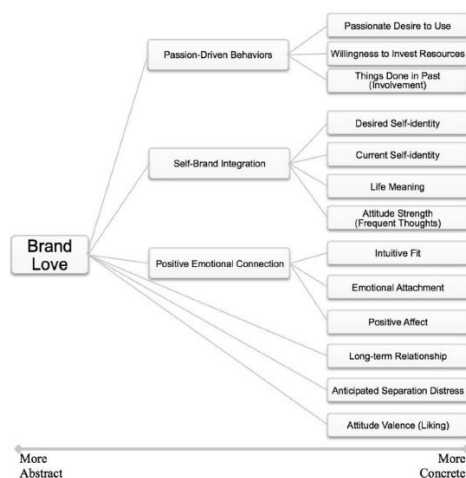 Passionate Desire to Use
Passion-Driven Behaviors
Willingness to Invest Resources
Things Done in Past
(Involvement)
Desired Self-identity
Current Self-identity
Self-Brand Integration
Life Meaning
Attitude Strength
(Frequent Thoughts)
Brand
Love
Positive Emotional Connection
Intuitive Fit
Emotional Attachment
Positive Affect
Long-term Relationship
Anticipated Separation Distress
Attitude Valence (Liking)
More
Abstract
More
Concrete